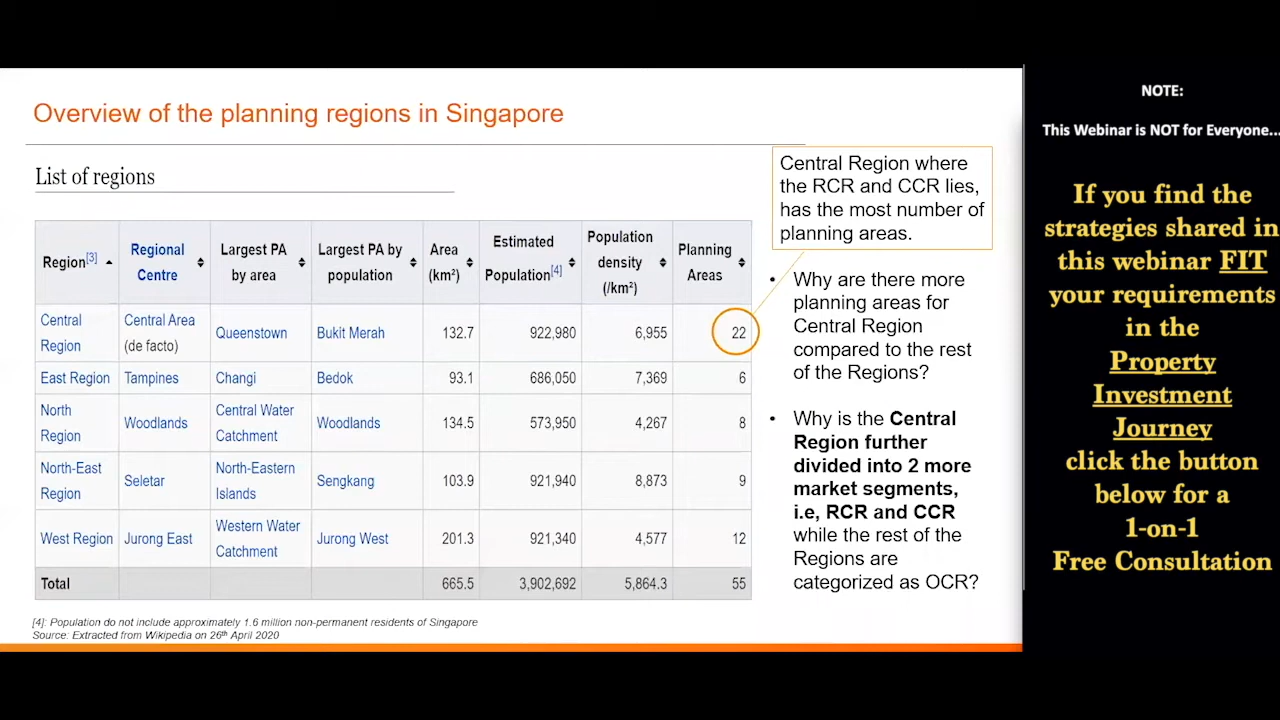 Overview of the planning regions in Singapore
List of regions
Region[3] Regional Centre Largest PA by area Largest PA by population Area (km²) Estimated Population[4] Population density (/km²) Planning Areas
Central Region Central Area (de facto) Queenstown Bukit Merah 132.7 922,980 6,955 22
East Region Tampines Changi Bedok 93.1 686,050 7,369 6
North Region Woodlands Central Water Catchment Woodlands 134.5 573,950 4,267 8
North-East Region Seletar North-Eastern Islands Sengkang 103.9 921,940 8,873 9
West Region Jurong East Western Water Catchment Jurong West 201.3 921,340 4,577 12
Total 665.5 3,902,692 5,864.3 55
[4]: Population do not include approximately 1.6 million non-permanent residents of Singapore
Source: Extracted from Wikipedia on 26th April 2020
Central Region where
the RCR and CCR lies,
has the most number of
planning areas.
• Why are there more
planning areas for
Central Region
compared to the rest
of the Regions?
• Why is the Central
Region further
divided into 2 more
market segments,
i.e, RCR and CCR
while the rest of the
Regions are
categorized as OCR?
NOTE:
This Webinar is NOT for Everyone...
If you find the
strategies shared in
this webinar FIT
your requirements
in the
Property
Investment
Journey
click the button
below for a
1-on-1
Free Consultation